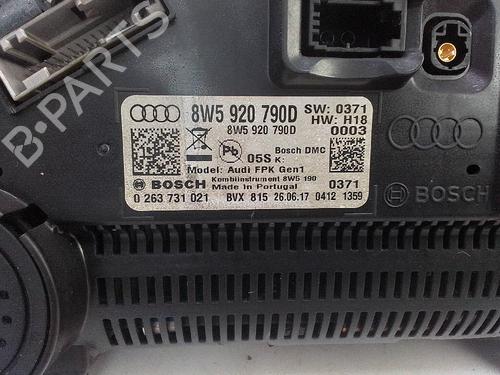 B-PARTS
8W5 920 790D
SW: 0371
8W5 920 790D
HW: H18
0003
Pb
05S K:
Bosch DMC
Model: Audi FPK Gen1
Kombiinstrument 8W5 190
BOSCH
Made In Portugal
0371
0 263 731 021
BVX 815 26.06.17 0412 1359
BOSCH